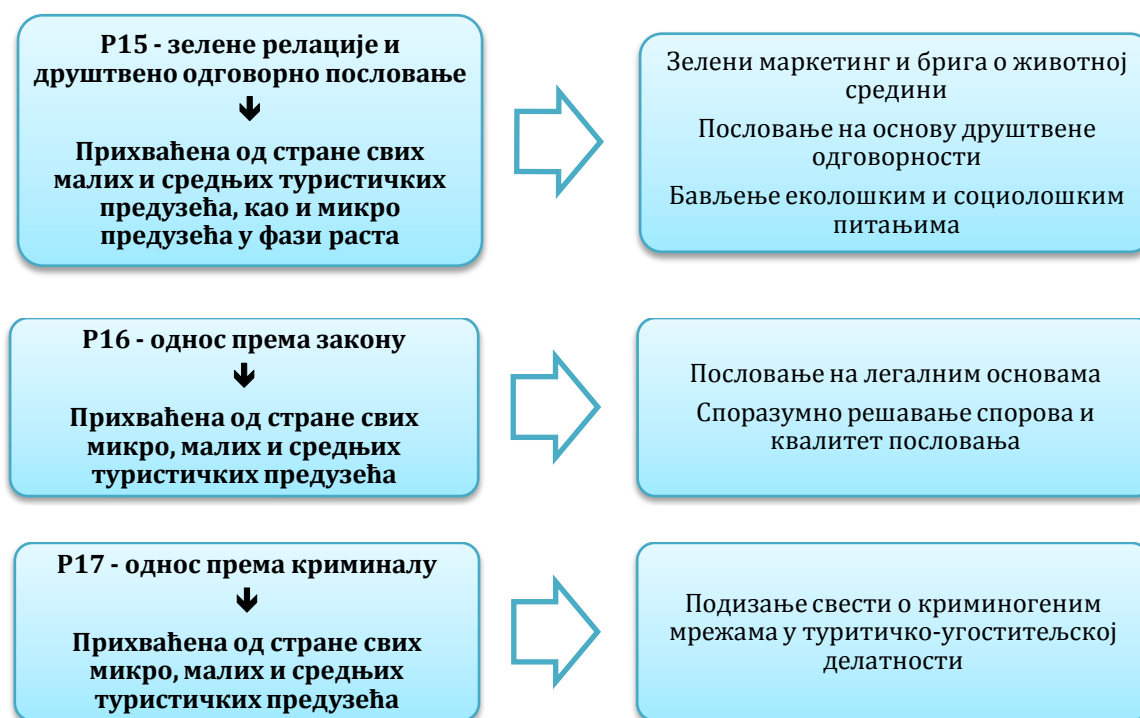 Р15 - зелене релације и
друштвено одговорно пословање
🡻
Прихваћена од стране свих
малих и средњих туристичких
предузећа, као и микро
предузећа у фази раста
Зелени маркетинг и брига о животној
средини
Пословање на основу друштвене
одговорности
Бављење еколошким и социолошким
питањима
Р16 - однос према закону
🡻
Прихваћена од стране свих
микро, малих и средњих
туристичких предузећа
Пословање на легалним основама
Споразумно решавање спорова и
квалитет пословања
Р17 - однос према криминалу
🡻
Прихваћена од стране свих
микро, малих и средњих
туристичких предузећа
Подизање свести о криминогеним
мрежама у туритичко-угоститељској
делатности